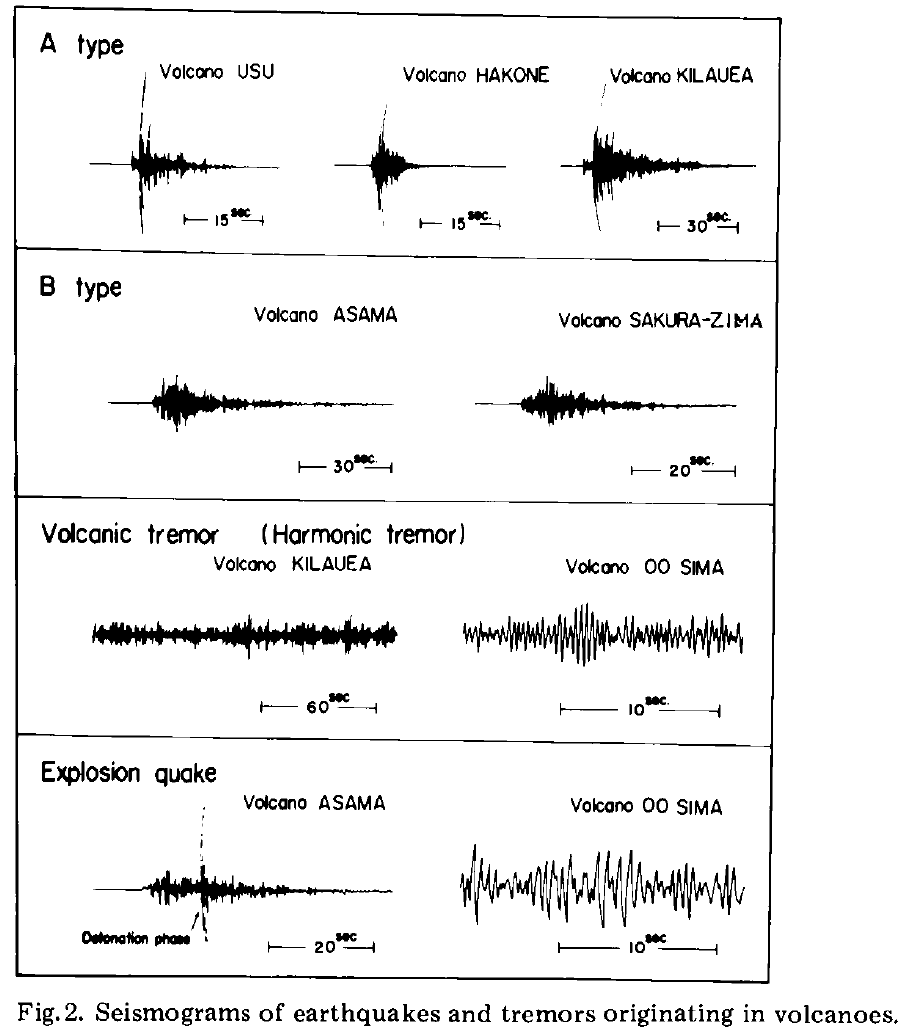 A type
Volcano USU
Volcano HAKONE
Volcano KILAUEA
15 sec
15 sec.
30 sec.
B type
Volcano ASAMA
Volcano SAKURA-ZIMA
30 sec.
20 sec.
Volcanic tremor (Harmonic tremor)
Volcano KILAUEA
Volcano OO SIMA
60 sec
10 sec.
Explosion quake
Volcano ASAMA
Volcano OO SIMA
Detonation phase
20 sec
10 sec
Fig. 2. Seismograms of earthquakes and tremors originating in volcanoes.